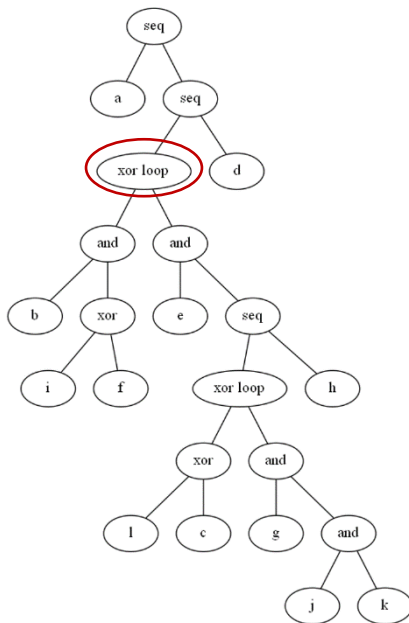 seq
a seq
xor loop d
and and
b xor e seq
i f xor loop h
xor and
l c g and
j k